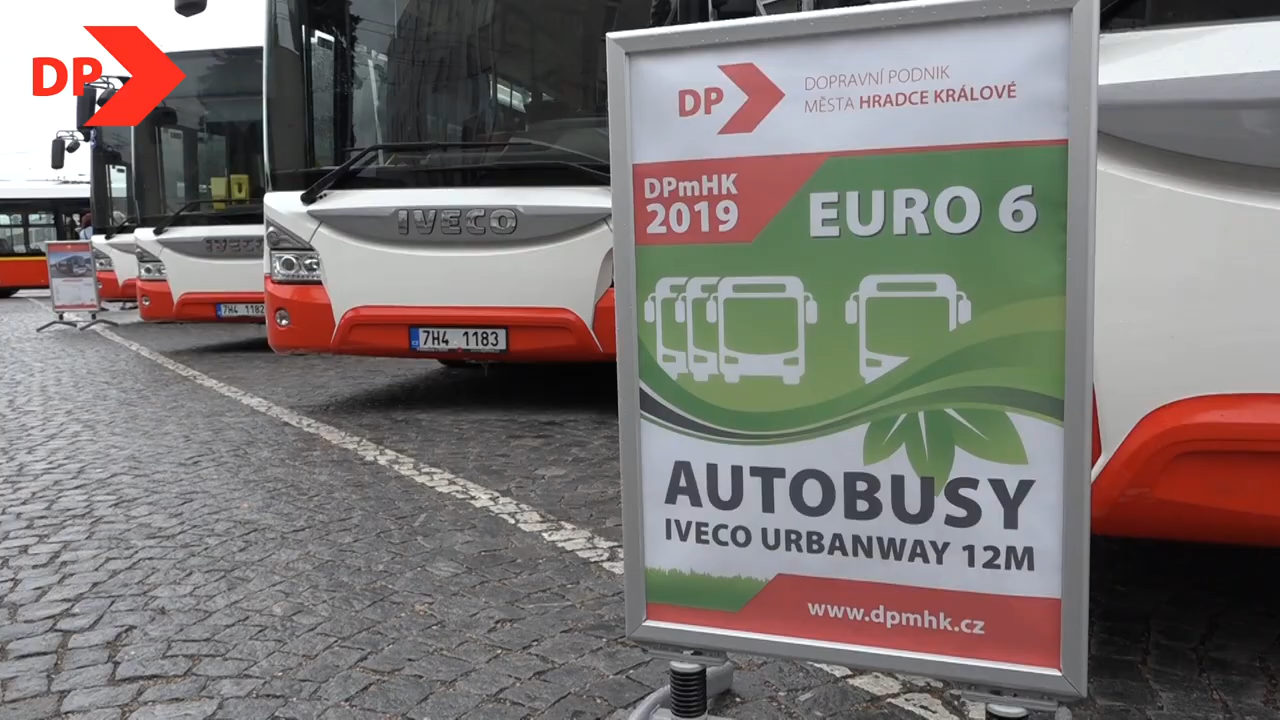 DP
IVECO
IVECO
7H4 1182
7H4 1183
DP
DOPRAVNÍ PODNIK
MĚSTA HRADCE KRÁLOVÉ
DPmHK
2019
EURO 6
AUTOBUSY
IVECO URBANWAY 12M
www.dpmhk.cz